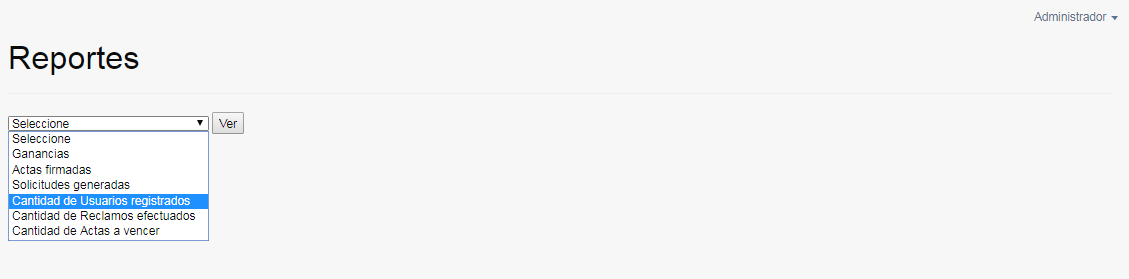 Administrador
Reportes
Seleccione Ver
Seleccione
Ganancias
Actas firmadas
Solicitudes generadas
Cantidad de Usuarios registrados
Cantidad de Reclamos efectuados
Cantidad de Actas a vencer